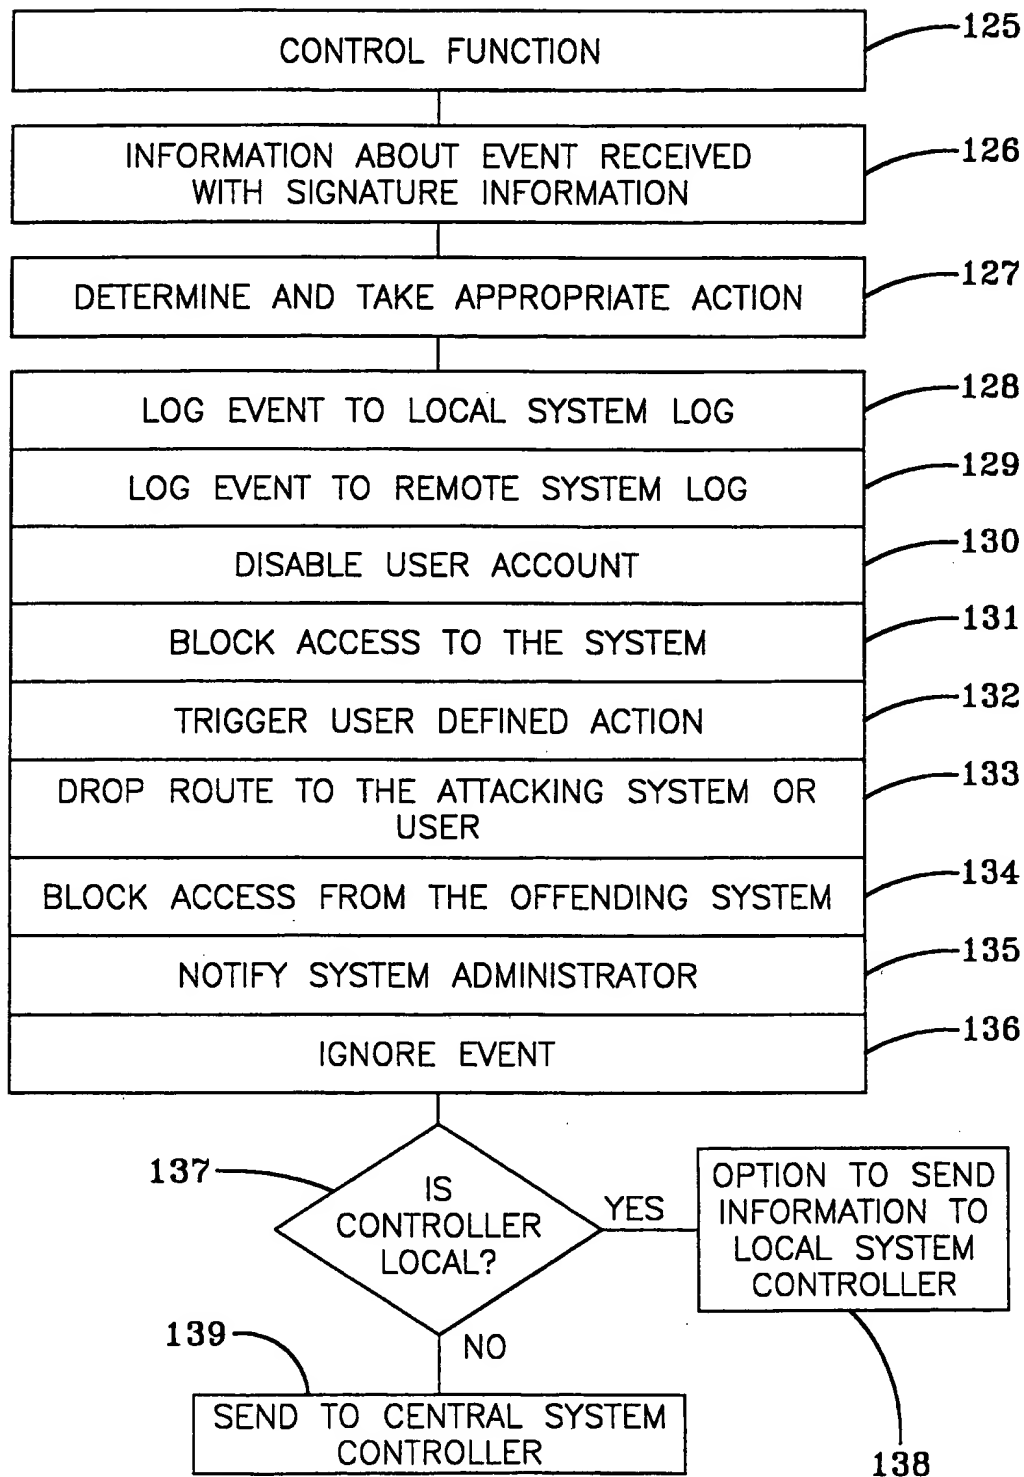 CONTROL FUNCTION
125
INFORMATION ABOUT EVENT RECEIVED
WITH SIGNATURE INFORMATION
126
DETERMINE AND TAKE APPROPRIATE ACTION
127
LOG EVENT TO LOCAL SYSTEM LOG
128
LOG EVENT TO REMOTE SYSTEM LOG
129
DISABLE USER ACCOUNT
130
BLOCK ACCESS TO THE SYSTEM
131
TRIGGER USER DEFINED ACTION
132
DROP ROUTE TO THE ATTACKING SYSTEM OR
USER
133
BLOCK ACCESS FROM THE OFFENDING SYSTEM
134
NOTIFY SYSTEM ADMINISTRATOR
135
IGNORE EVENT
136
137
IS
CONTROLLER
LOCAL?
YES
OPTION TO SEND
INFORMATION TO
LOCAL SYSTEM
CONTROLLER
138
NO
139
SEND TO CENTRAL SYSTEM
CONTROLLER